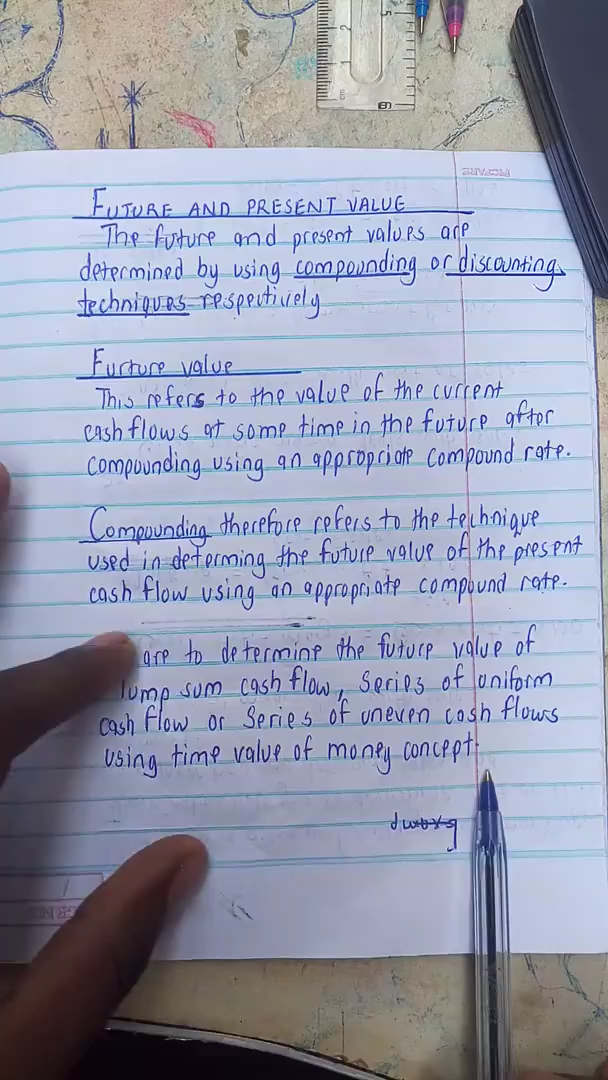 FUTURE AND PRESENT VALUE
The future and present values are
determined by using compounding or discounting
techniques respectively
Furture value
This refers to the value of the current
cash flows at some time in the future after
compounding using an appropriate compound rate.
Compounding therefore refers to the technique
used in determing the future value of the present
cash flow using an appropriate compound rate.
are to determine the future value of
lump sum cash flow, series of uniform
cash flow or series of uneven cash flows
using time value of money concept